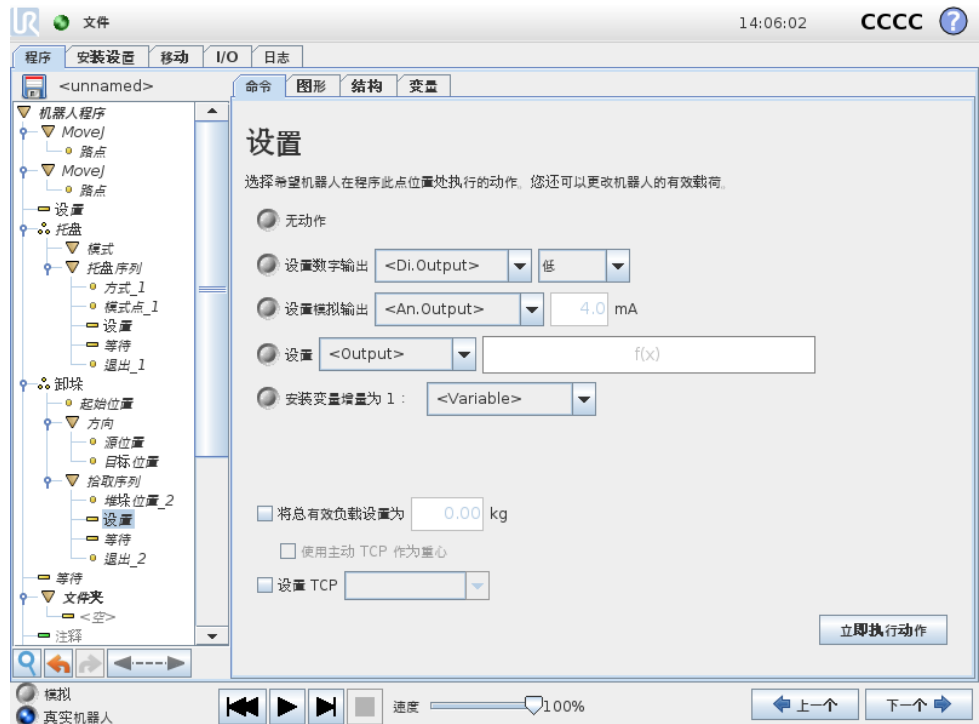 UR 文件 14:06:02 CCCC ?
程序 安装设置 移动 I/O 日志
<unnamed>
命令 图形 结构 变量
机器人程序
MoveJ
路点
MoveJ
路点
设置
托盘
模式
托盘序列
方式_1
模式点_1
设置
等待
退出_1
卸垛
起始位置
方向
源位置
目标位置
拾取序列
堆垛位置_2
设置
等待
退出_2
等待
文件夹
<空>
注释
设置
选择希望机器人在程序此点位置处执行的动作。您还可以更改机器人的有效载荷。
无动作
设置数字输出 <Di.Output> 低
设置模拟输出 <An.Output> 4.0 mA
设置 <Output> f(x)
安装变量增量为 1： <Variable>
将总有效负载设置为 0.00 kg
使用主动 TCP 作为重心
设置 TCP
立即执行动作
模拟
真实机器人
速度 100%
上一个 下一个